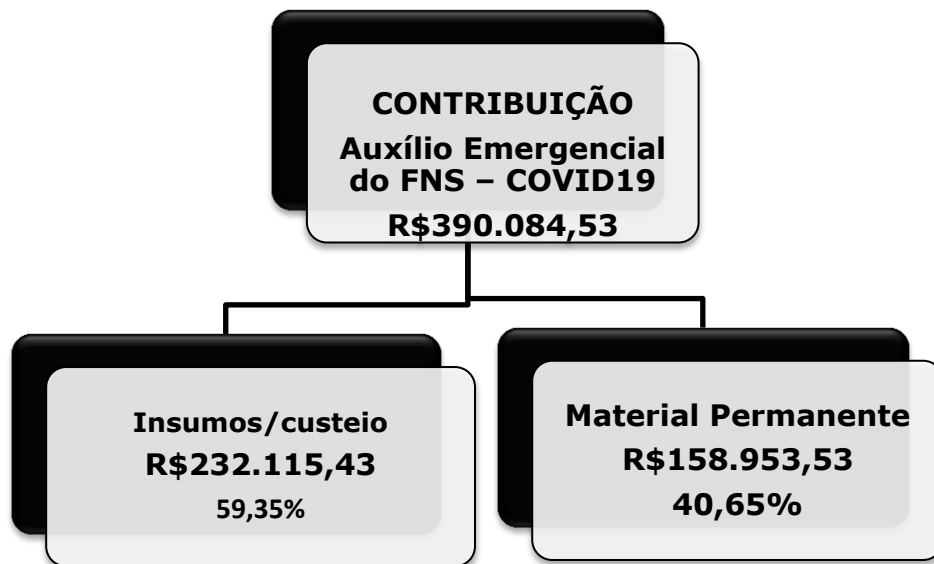 CONTRIBUIÇÃO
Auxílio Emergencial
do FNS – COVID19
R$390.084,53
Insumos/custeio
R$232.115,43
59,35%
Material Permanente
R$158.953,53
40,65%